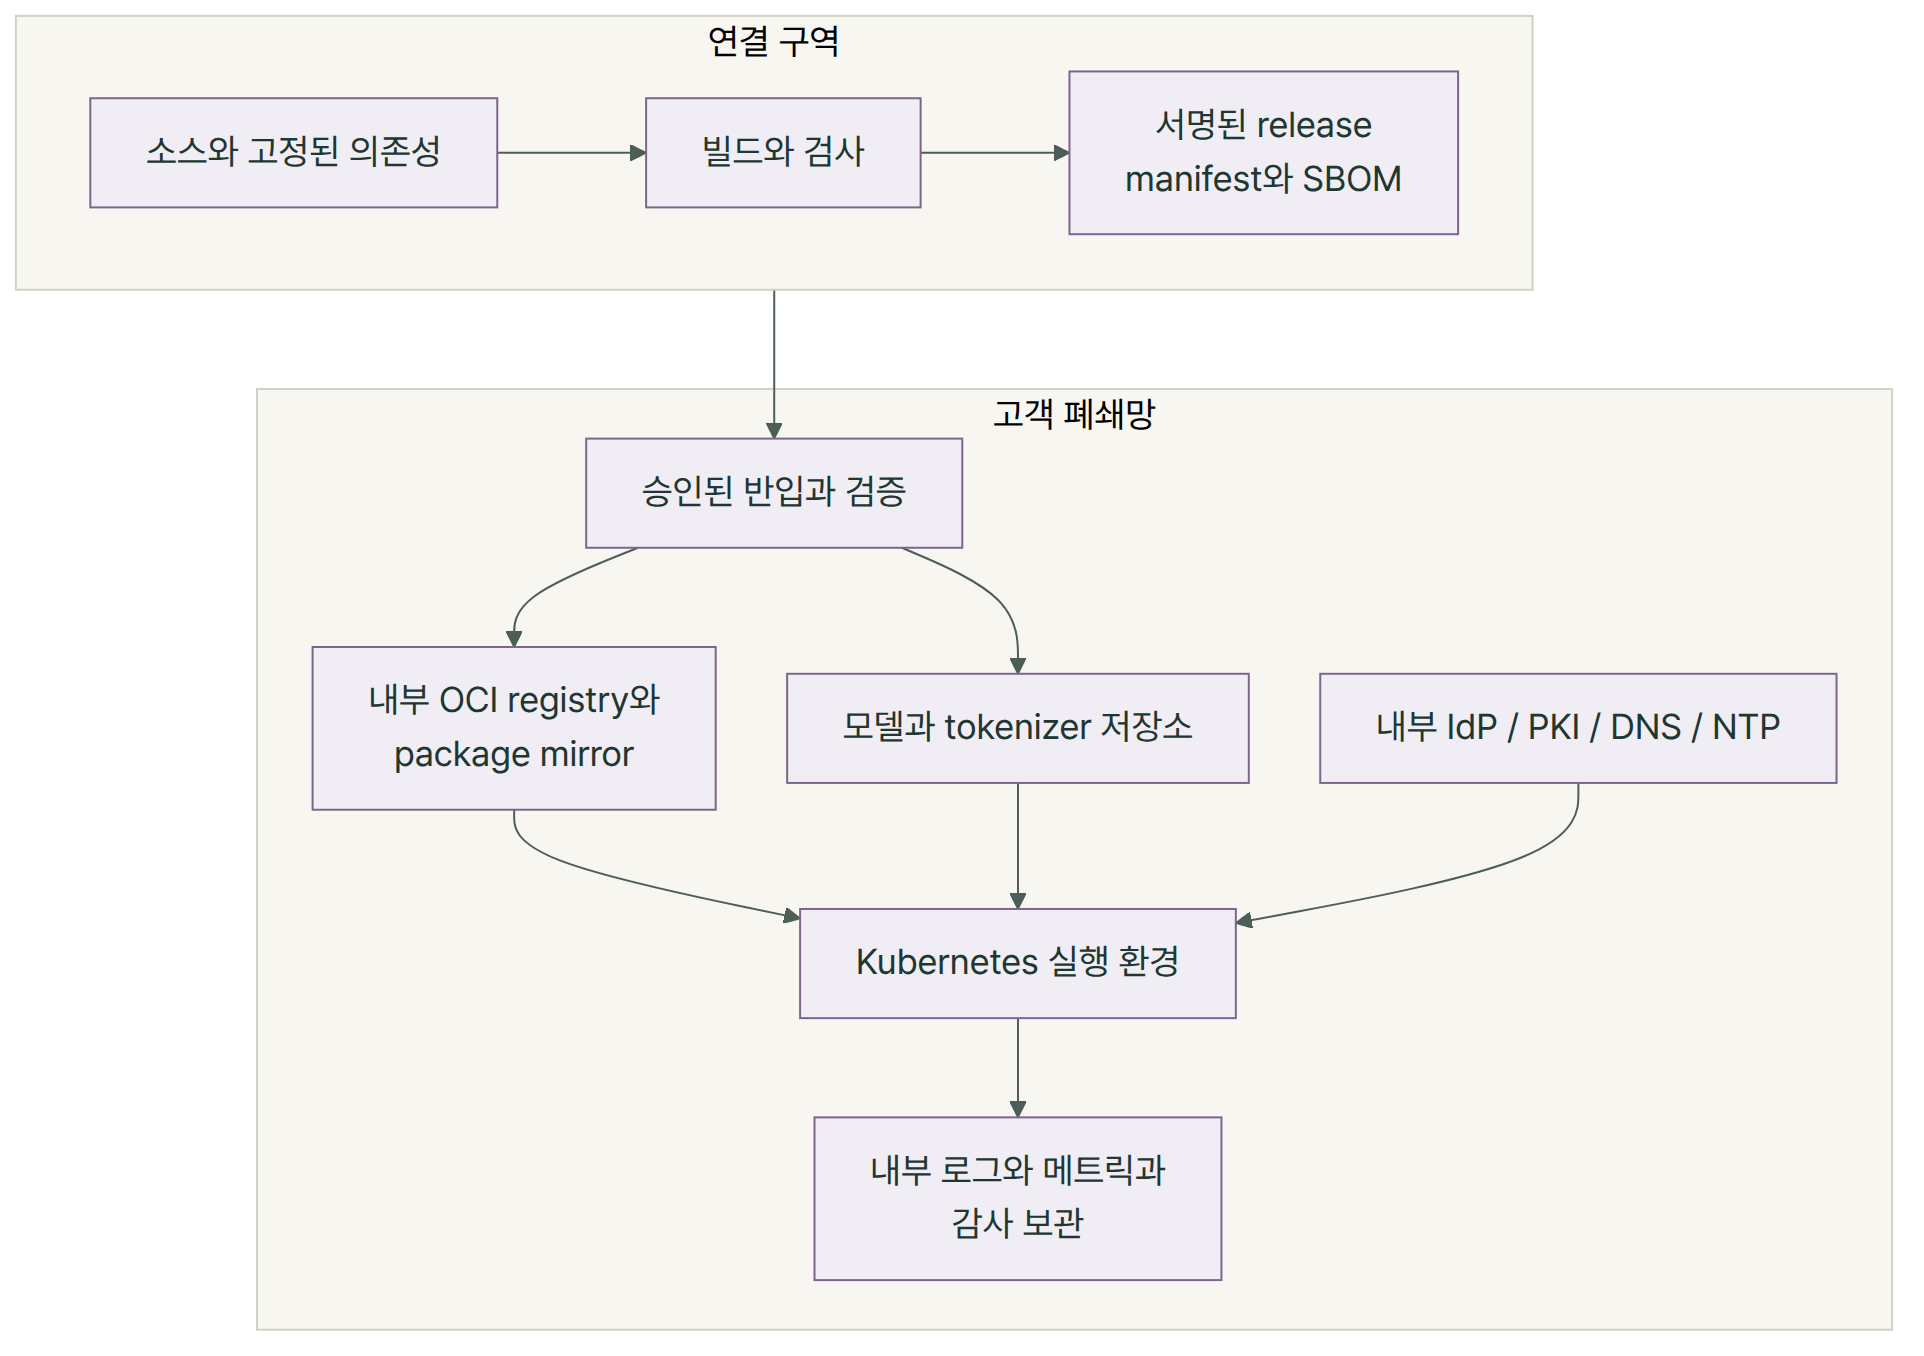 연결 구역
소스와 고정된 의존성
빌드와 검사
서명된 release
manifest와 SBOM
고객 폐쇄망
승인된 반입과 검증
내부 OCI registry와
package mirror
모델과 tokenizer 저장소
내부 IdP / PKI / DNS / NTP
Kubernetes 실행 환경
내부 로그와 메트릭과
감사 보관